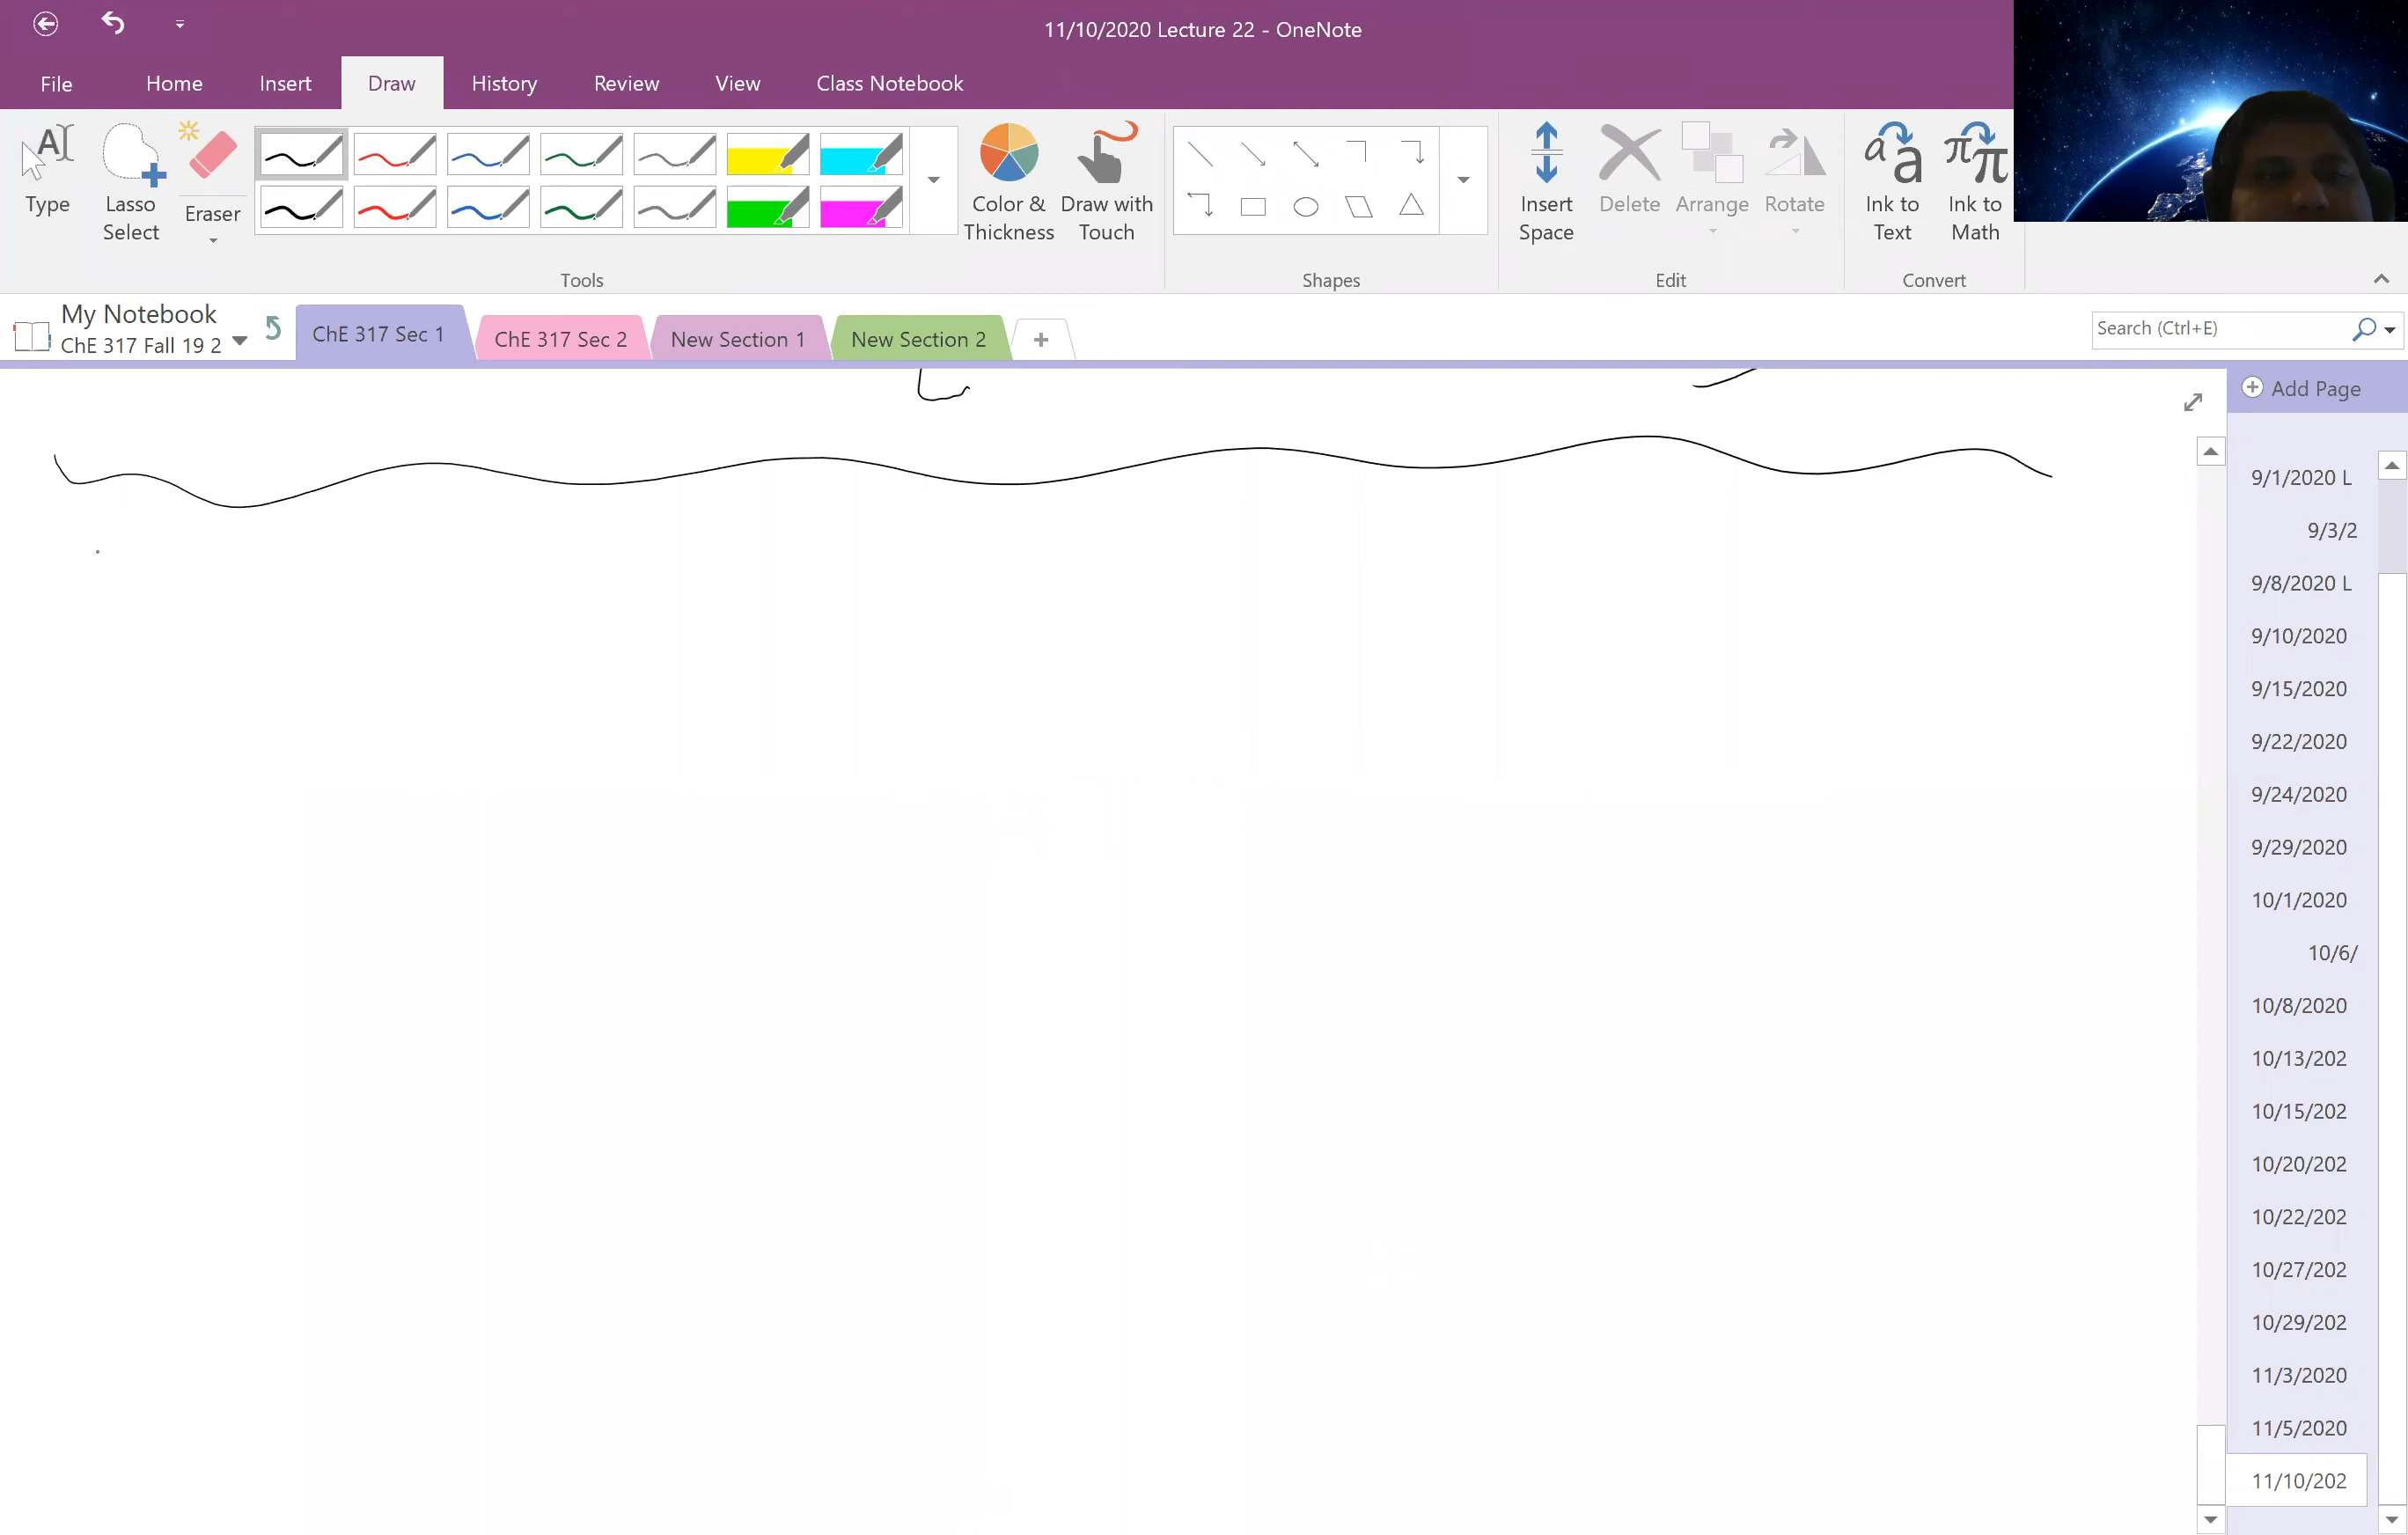 11/10/2020 Lecture 22 - OneNote
File Home Insert Draw History Review View Class Notebook
Type
Lasso Select
Eraser
Color & Thickness
Draw with Touch
Insert Space
Delete
Arrange
Rotate
Ink to Text
Ink to Math
Tools
Shapes
Edit
Convert
My Notebook
ChE 317 Fall 19 2
ChE 317 Sec 1
ChE 317 Sec 2
New Section 1
New Section 2
Search (Ctrl+E)
Add Page
9/1/2020 L
9/3/2
9/8/2020 L
9/10/2020
9/15/2020
9/22/2020
9/24/2020
9/29/2020
10/1/2020
10/6/
10/8/2020
10/13/202
10/15/202
10/20/202
10/22/202
10/27/202
10/29/202
11/3/2020
11/5/2020
11/10/202